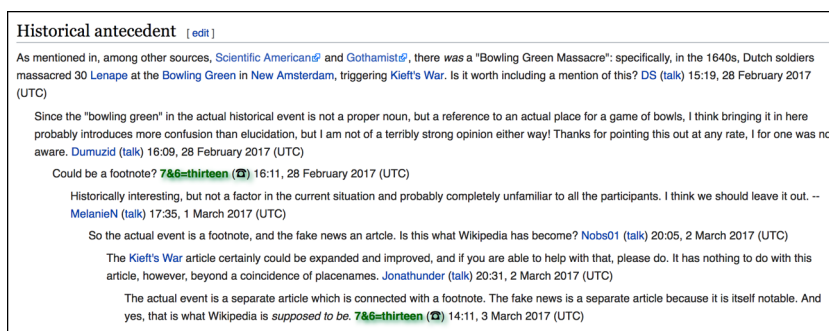 Historical antecedent [ edit ]
As mentioned in, among other sources, Scientific American and Gothamist, there was a "Bowling Green Massacre": specifically, in the 1640s, Dutch soldiers
massacred 30 Lenape at the Bowling Green in New Amsterdam, triggering Kieft's War. Is it worth including a mention of this? DS (talk) 15:19, 28 February 2017
(UTC)
Since the "bowling green" in the actual historical event is not a proper noun, but a reference to an actual place for a game of bowls, I think bringing it in here
probably introduces more confusion than elucidation, but I am not of a terribly strong opinion either way! Thanks for pointing this out at any rate, I for one was no
aware. Dumuzid (talk) 16:09, 28 February 2017 (UTC)
Could be a footnote? 7&6=thirteen (☎) 16:11, 28 February 2017 (UTC)
Historically interesting, but not a factor in the current situation and probably completely unfamiliar to all the participants. I think we should leave it out. --
MelanieN (talk) 17:35, 1 March 2017 (UTC)
So the actual event is a footnote, and the fake news an artcle. Is this what Wikipedia has become? Nobs01 (talk) 20:05, 2 March 2017 (UTC)
The Kieft's War article certainly could be expanded and improved, and if you are able to help with that, please do. It has nothing to do with this
article, however, beyond a coincidence of placenames. Jonathunder (talk) 20:31, 2 March 2017 (UTC)
The actual event is a separate article which is connected with a footnote. The fake news is a separate article because it is itself notable. And
yes, that is what Wikipedia is supposed to be. 7&6=thirteen (☎) 14:11, 3 March 2017 (UTC)